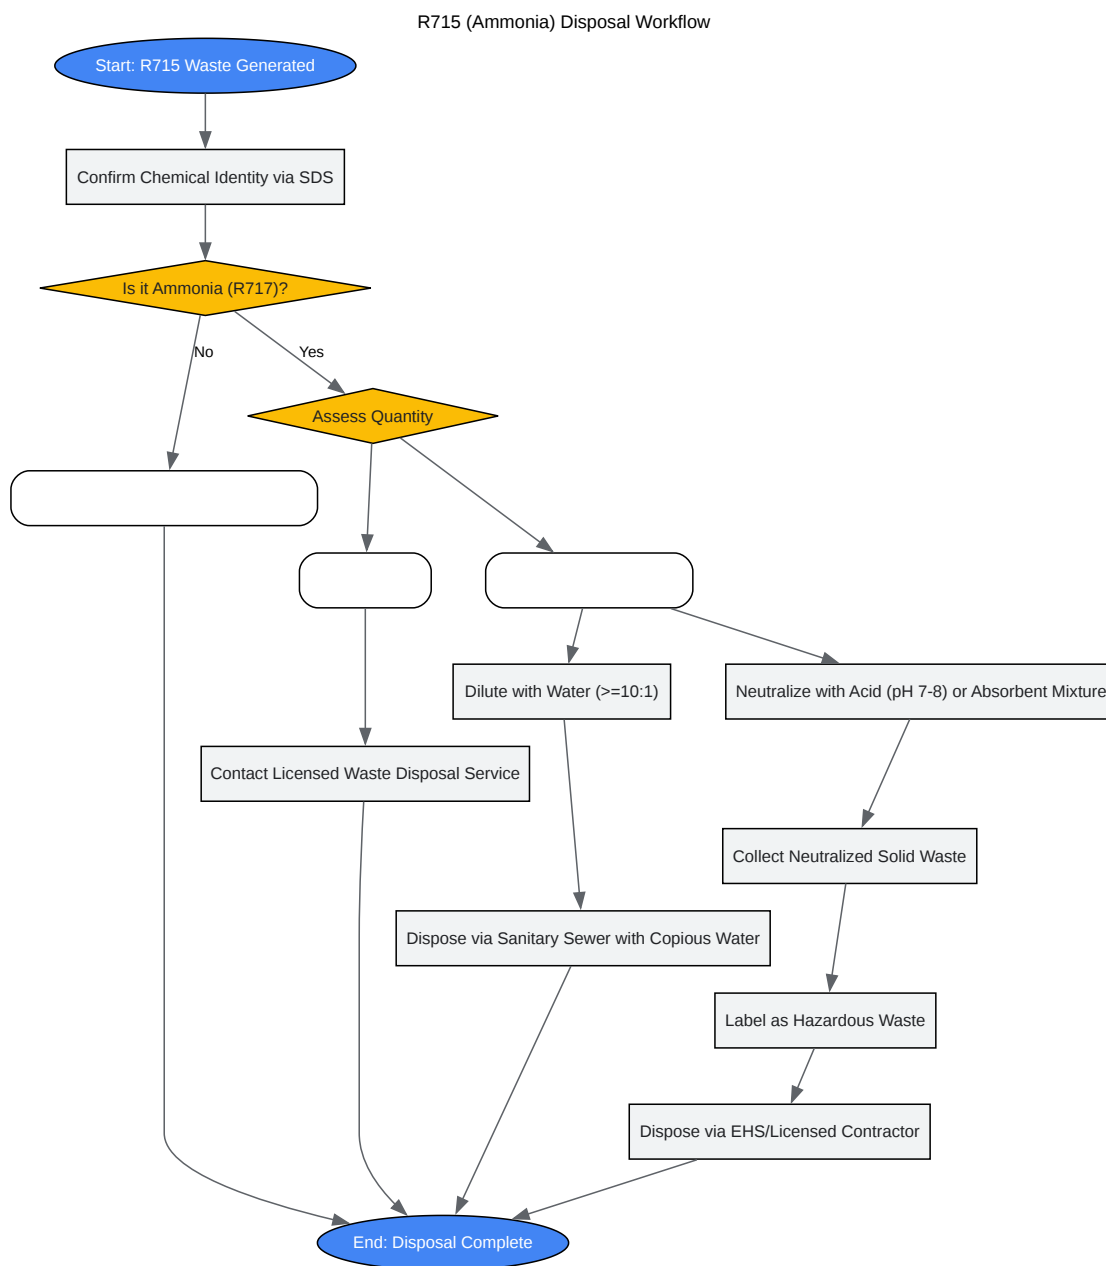 R715 (Ammonia) Disposal Workflow
Start: R715 Waste Generated
Confirm Chemical Identity via SDS
Is it Ammonia (R717)?
No
Yes
Assess Quantity
Dilute with Water (>=10:1)
Neutralize with Acid (pH 7-8) or Absorbent Mixture
Contact Licensed Waste Disposal Service
Collect Neutralized Solid Waste
Dispose via Sanitary Sewer with Copious Water
Label as Hazardous Waste
Dispose via EHS/Licensed Contractor
End: Disposal Complete